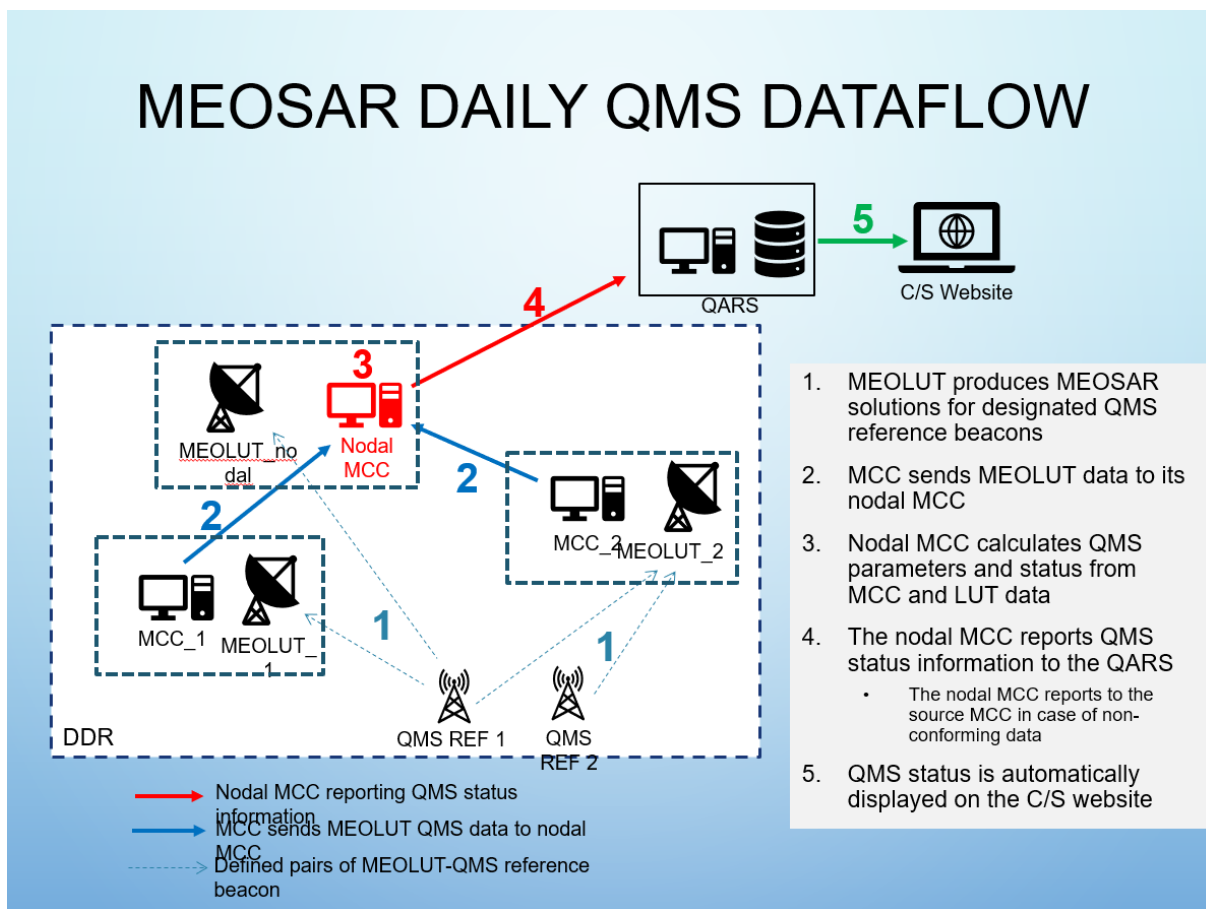 MEOSAR DAILY QMS DATAFLOW
5
C/S Website
QARS
4
3
MEOLUT_no
dal
Nodal
MCC
2
2
MCC_2
MEOLUT_2
MCC_1
MEOLUT_
1
1
1
DDR
QMS REF 1
QMS
REF 2
Nodal MCC reporting QMS status
information
MCC sends MEOLUT QMS data to nodal
MCC
Defined pairs of MEOLUT-QMS reference
beacon
1. MEOLUT produces MEOSAR
solutions for designated QMS
reference beacons
2. MCC sends MEOLUT data to its
nodal MCC
3. Nodal MCC calculates QMS
parameters and status from
MCC and LUT data
4. The nodal MCC reports QMS
status information to the QARS
• The nodal MCC reports to the
source MCC in case of non-
conforming data
5. QMS status is automatically
displayed on the C/S website